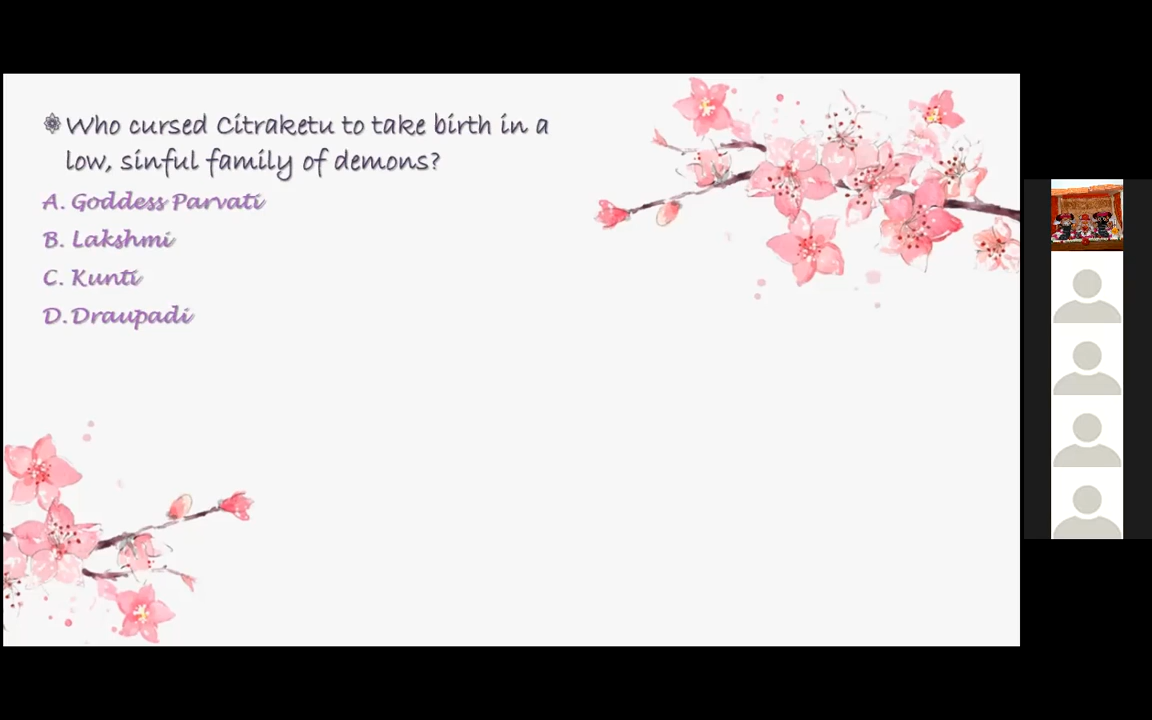 Who cursed Citraketu to take birth in a
low, sinful family of demons?
A. Goddess Parvati
B. Lakshmi
C. Kunti
D. Draupadi